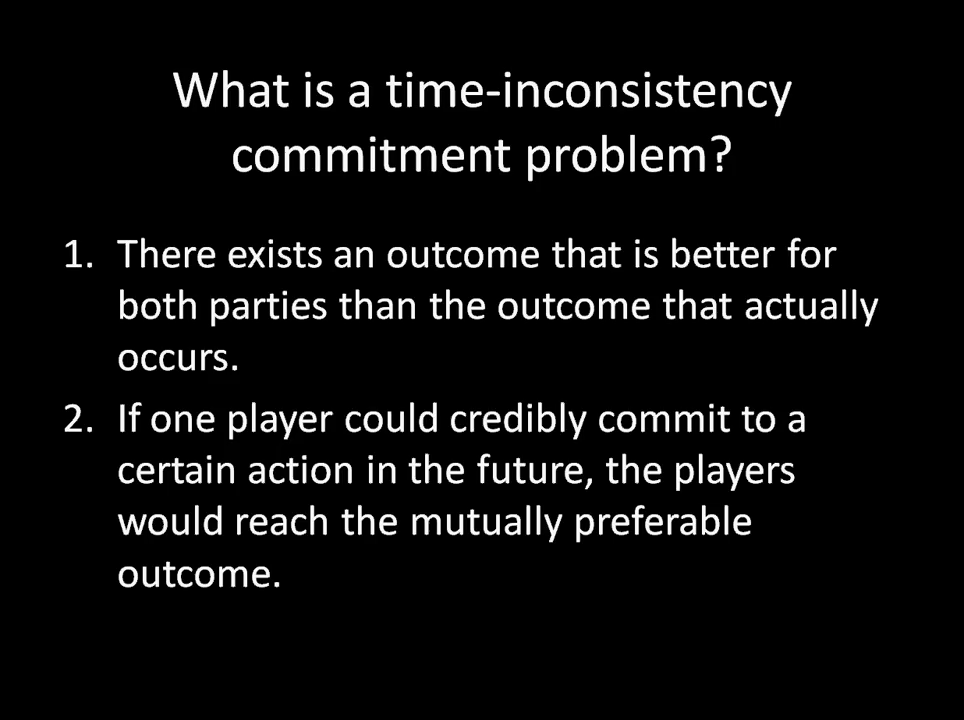 What is a time-inconsistency
commitment problem?
1. There exists an outcome that is better for
both parties than the outcome that actually
occurs.
2. If one player could credibly commit to a
certain action in the future, the players
would reach the mutually preferable
outcome.